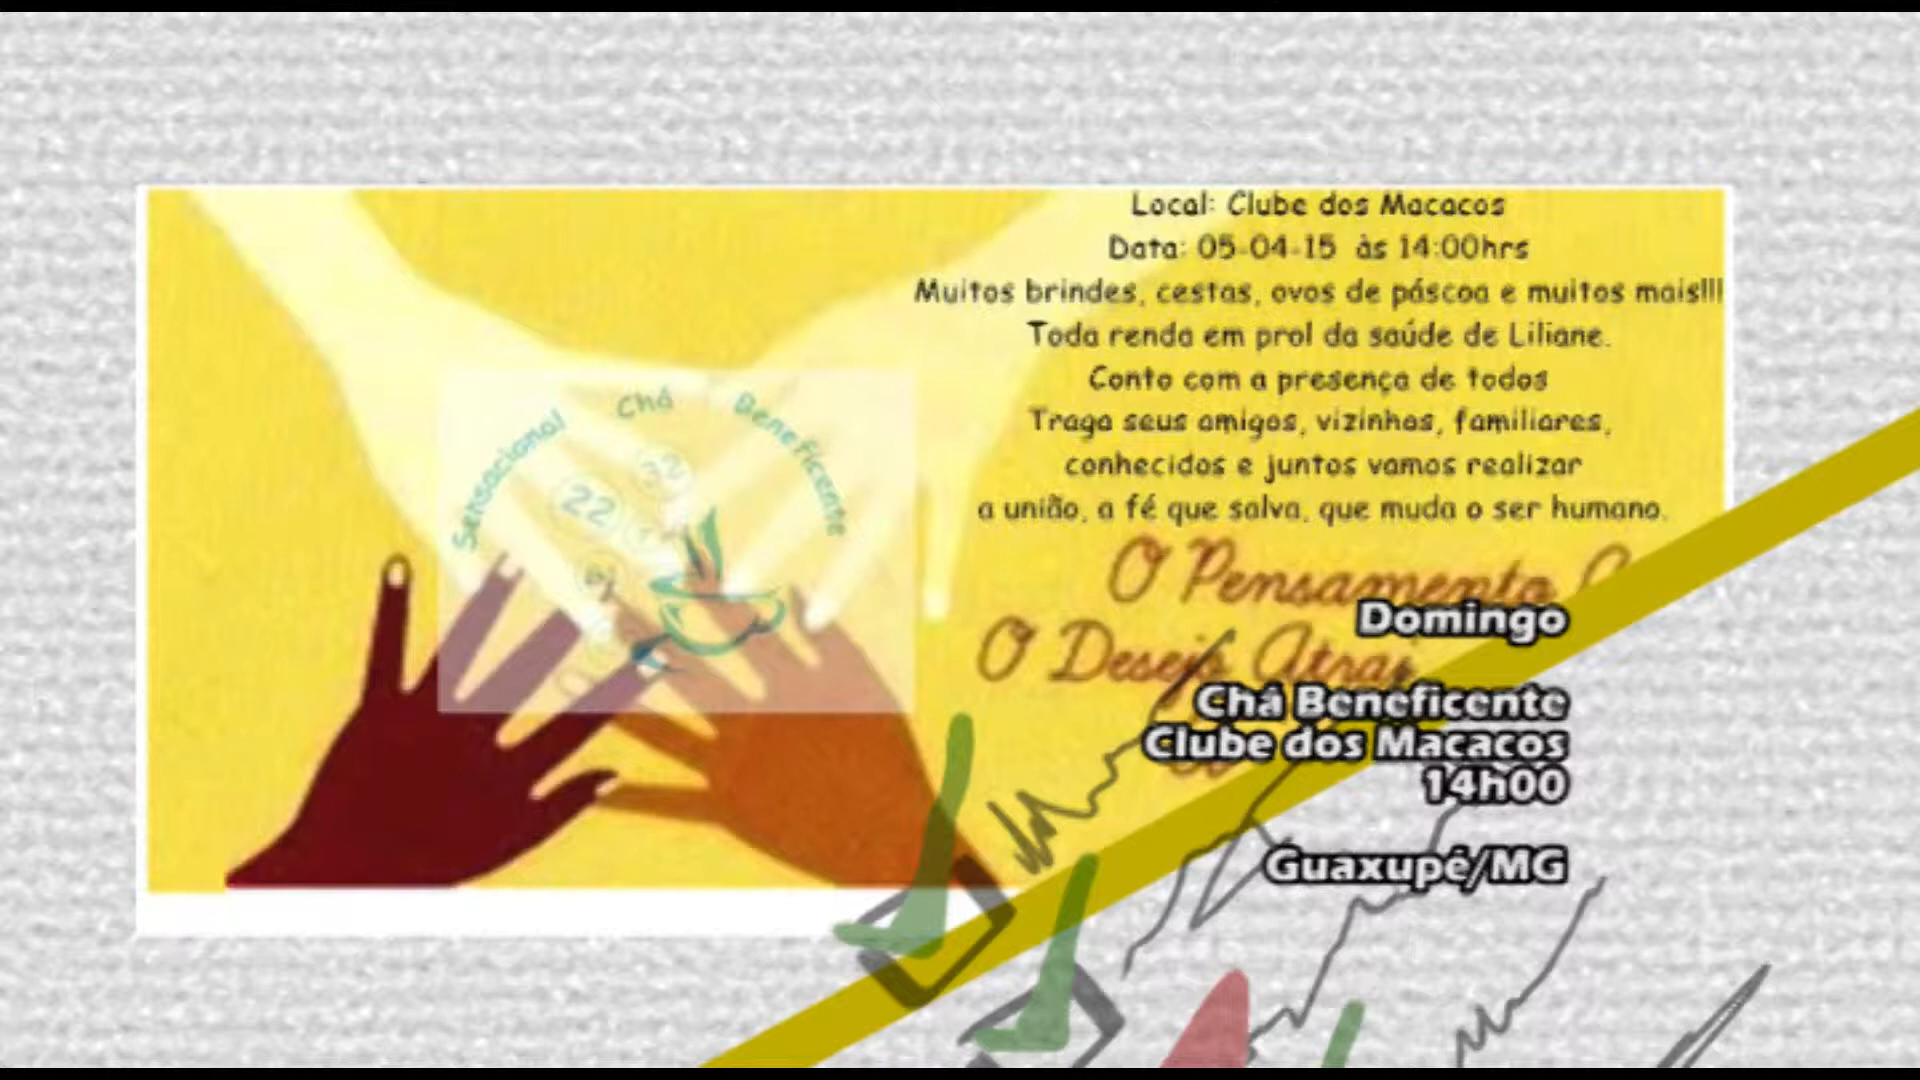 Local: Clube dos Macacos
Data: 05-04-15 às 14:00hrs
Muitos brindes, cestas, ovos de páscoa e muitos mais!!!
Toda renda em prol da saúde de Liliane.
Conto com a presença de todos
Traga seus amigos, vizinhos, familiares,
conhecidos e juntos vamos realizar
a união, a fé que salva, que muda o ser humano.
Sensacional Chá Beneficente
22
O Pensamento
O Desejo Atrai
Domingo
Chá Beneficente
Clube dos Macacos
14h00
Guaxupé/MG